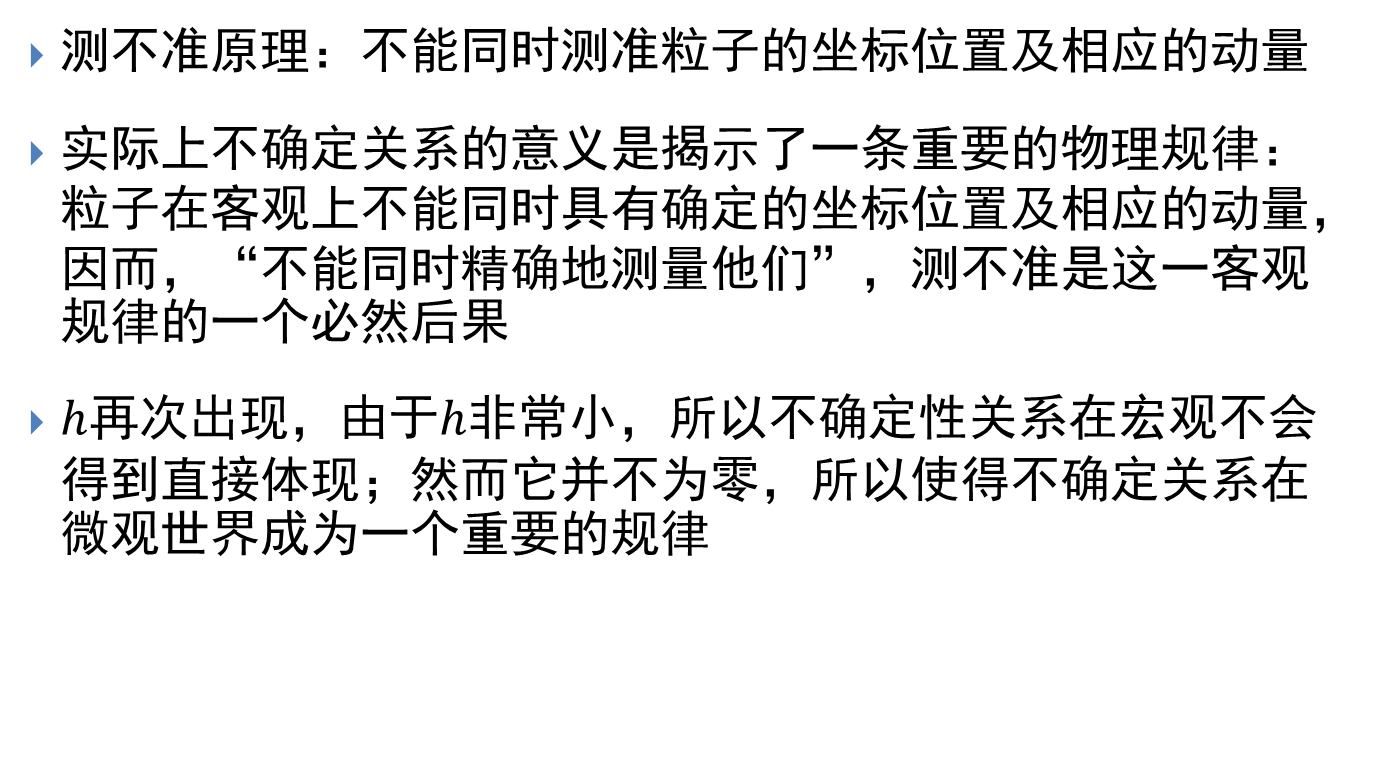 测不准原理：不能同时测准粒子的坐标位置及相应的动量
实际上不确定关系的意义是揭示了一条重要的物理规律：
粒子在客观上不能同时具有确定的坐标位置及相应的动量，
因而，“不能同时精确地测量他们”，测不准是这一客观
规律的一个必然后果
h再次出现，由于h非常小，所以不确定性关系在宏观不会
得到直接体现；然而它并不为零，所以使得不确定关系在
微观世界成为一个重要的规律